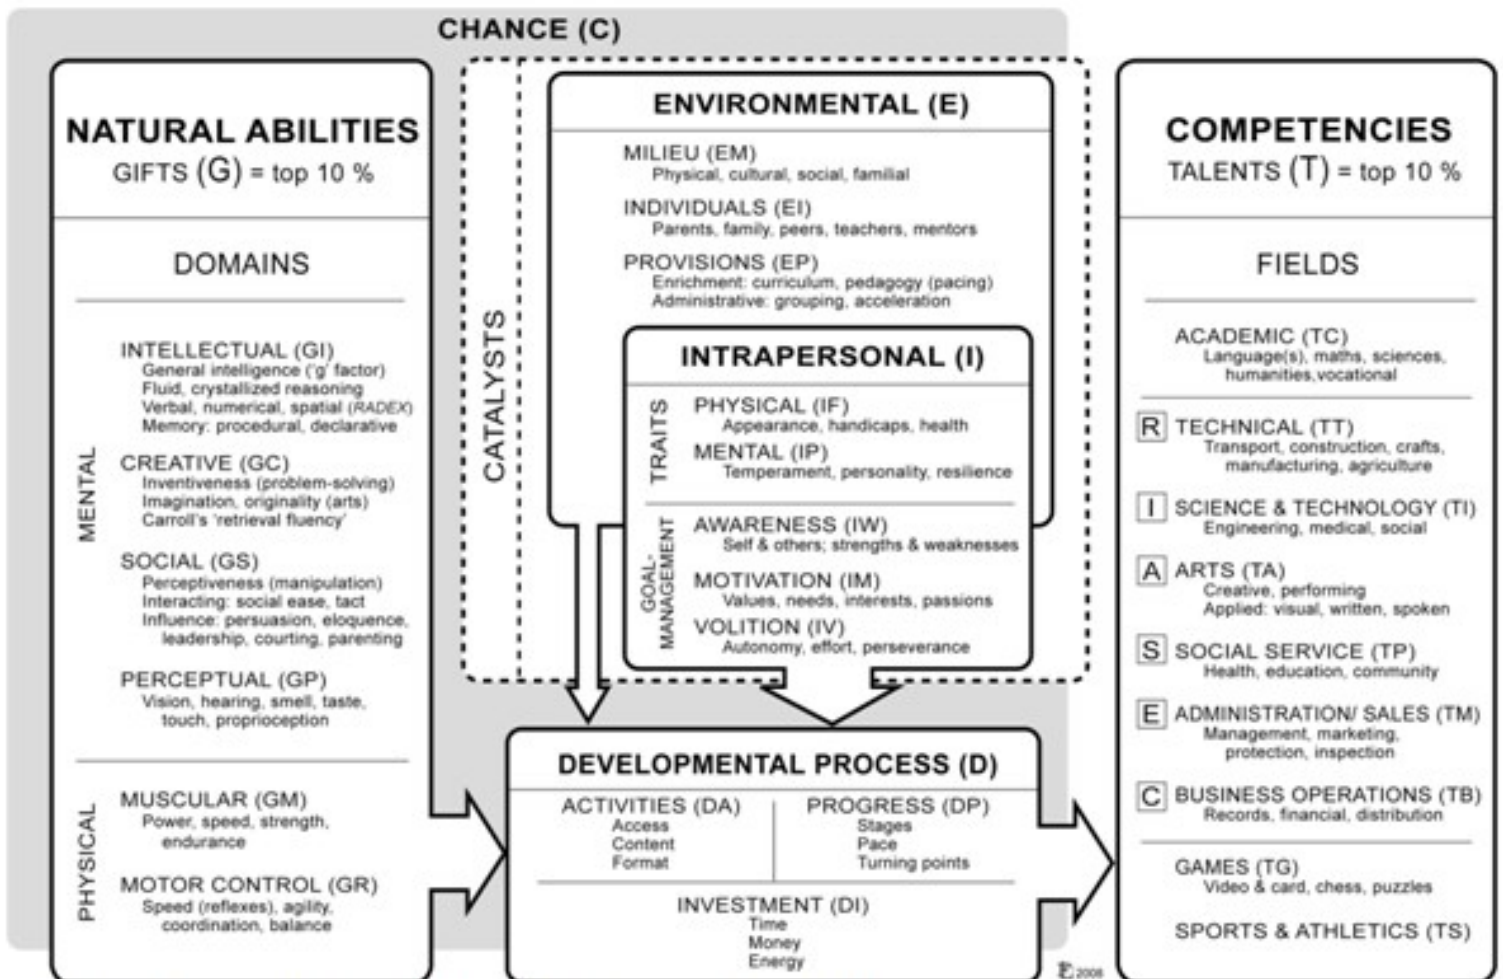 CHANCE (C)
NATURAL ABILITIES
GIFTS (G) = top 10 %
DOMAINS
MENTAL
INTELLECTUAL (GI)
General intelligence ('g' factor)
Fluid, crystallized reasoning
Verbal, numerical, spatial (RADEX)
Memory: procedural, declarative
CREATIVE (GC)
Inventiveness (problem-solving)
Imagination, originality (arts)
Carroll's 'retrieval fluency'
SOCIAL (GS)
Perceptiveness (manipulation)
Interacting: social ease, tact
Influence: persuasion, eloquence,
leadership, courting, parenting
PERCEPTUAL (GP)
Vision, hearing, smell, taste,
touch, proprioception
PHYSICAL
MUSCULAR (GM)
Power, speed, strength,
endurance
MOTOR CONTROL (GR)
Speed (reflexes), agility,
coordination, balance
CATALYSTS
ENVIRONMENTAL (E)
MILIEU (EM)
Physical, cultural, social, familial
INDIVIDUALS (EI)
Parents, family, peers, teachers, mentors
PROVISIONS (EP)
Enrichment: curriculum, pedagogy (pacing)
Administrative: grouping, acceleration
INTRAPERSONAL (I)
TRAITS
PHYSICAL (IF)
Appearance, handicaps, health
MENTAL (IP)
Temperament, personality, resilience
GOAL-
MANAGEMENT
AWARENESS (IW)
Self & others; strengths & weaknesses
MOTIVATION (IM)
Values, needs, interests, passions
VOLITION (IV)
Autonomy, effort, perseverance
DEVELOPMENTAL PROCESS (D)
ACTIVITIES (DA)
Access
Content
Format
PROGRESS (DP)
Stages
Pace
Turning points
INVESTMENT (DI)
Time
Money
Energy
COMPETENCIES
TALENTS (T) = top 10 %
FIELDS
ACADEMIC (TC)
Language(s), maths, sciences,
humanities,vocational
R TECHNICAL (TT)
Transport, construction, crafts,
manufacturing, agriculture
I SCIENCE & TECHNOLOGY (TI)
Engineering, medical, social
A ARTS (TA)
Creative, performing
Applied: visual, written, spoken
S SOCIAL SERVICE (TP)
Health, education, community
E ADMINISTRATION/ SALES (TM)
Management, marketing,
protection, inspection
C BUSINESS OPERATIONS (TB)
Records, financial, distribution
GAMES (TG)
Video & card, chess, puzzles
SPORTS & ATHLETICS (TS)
2008